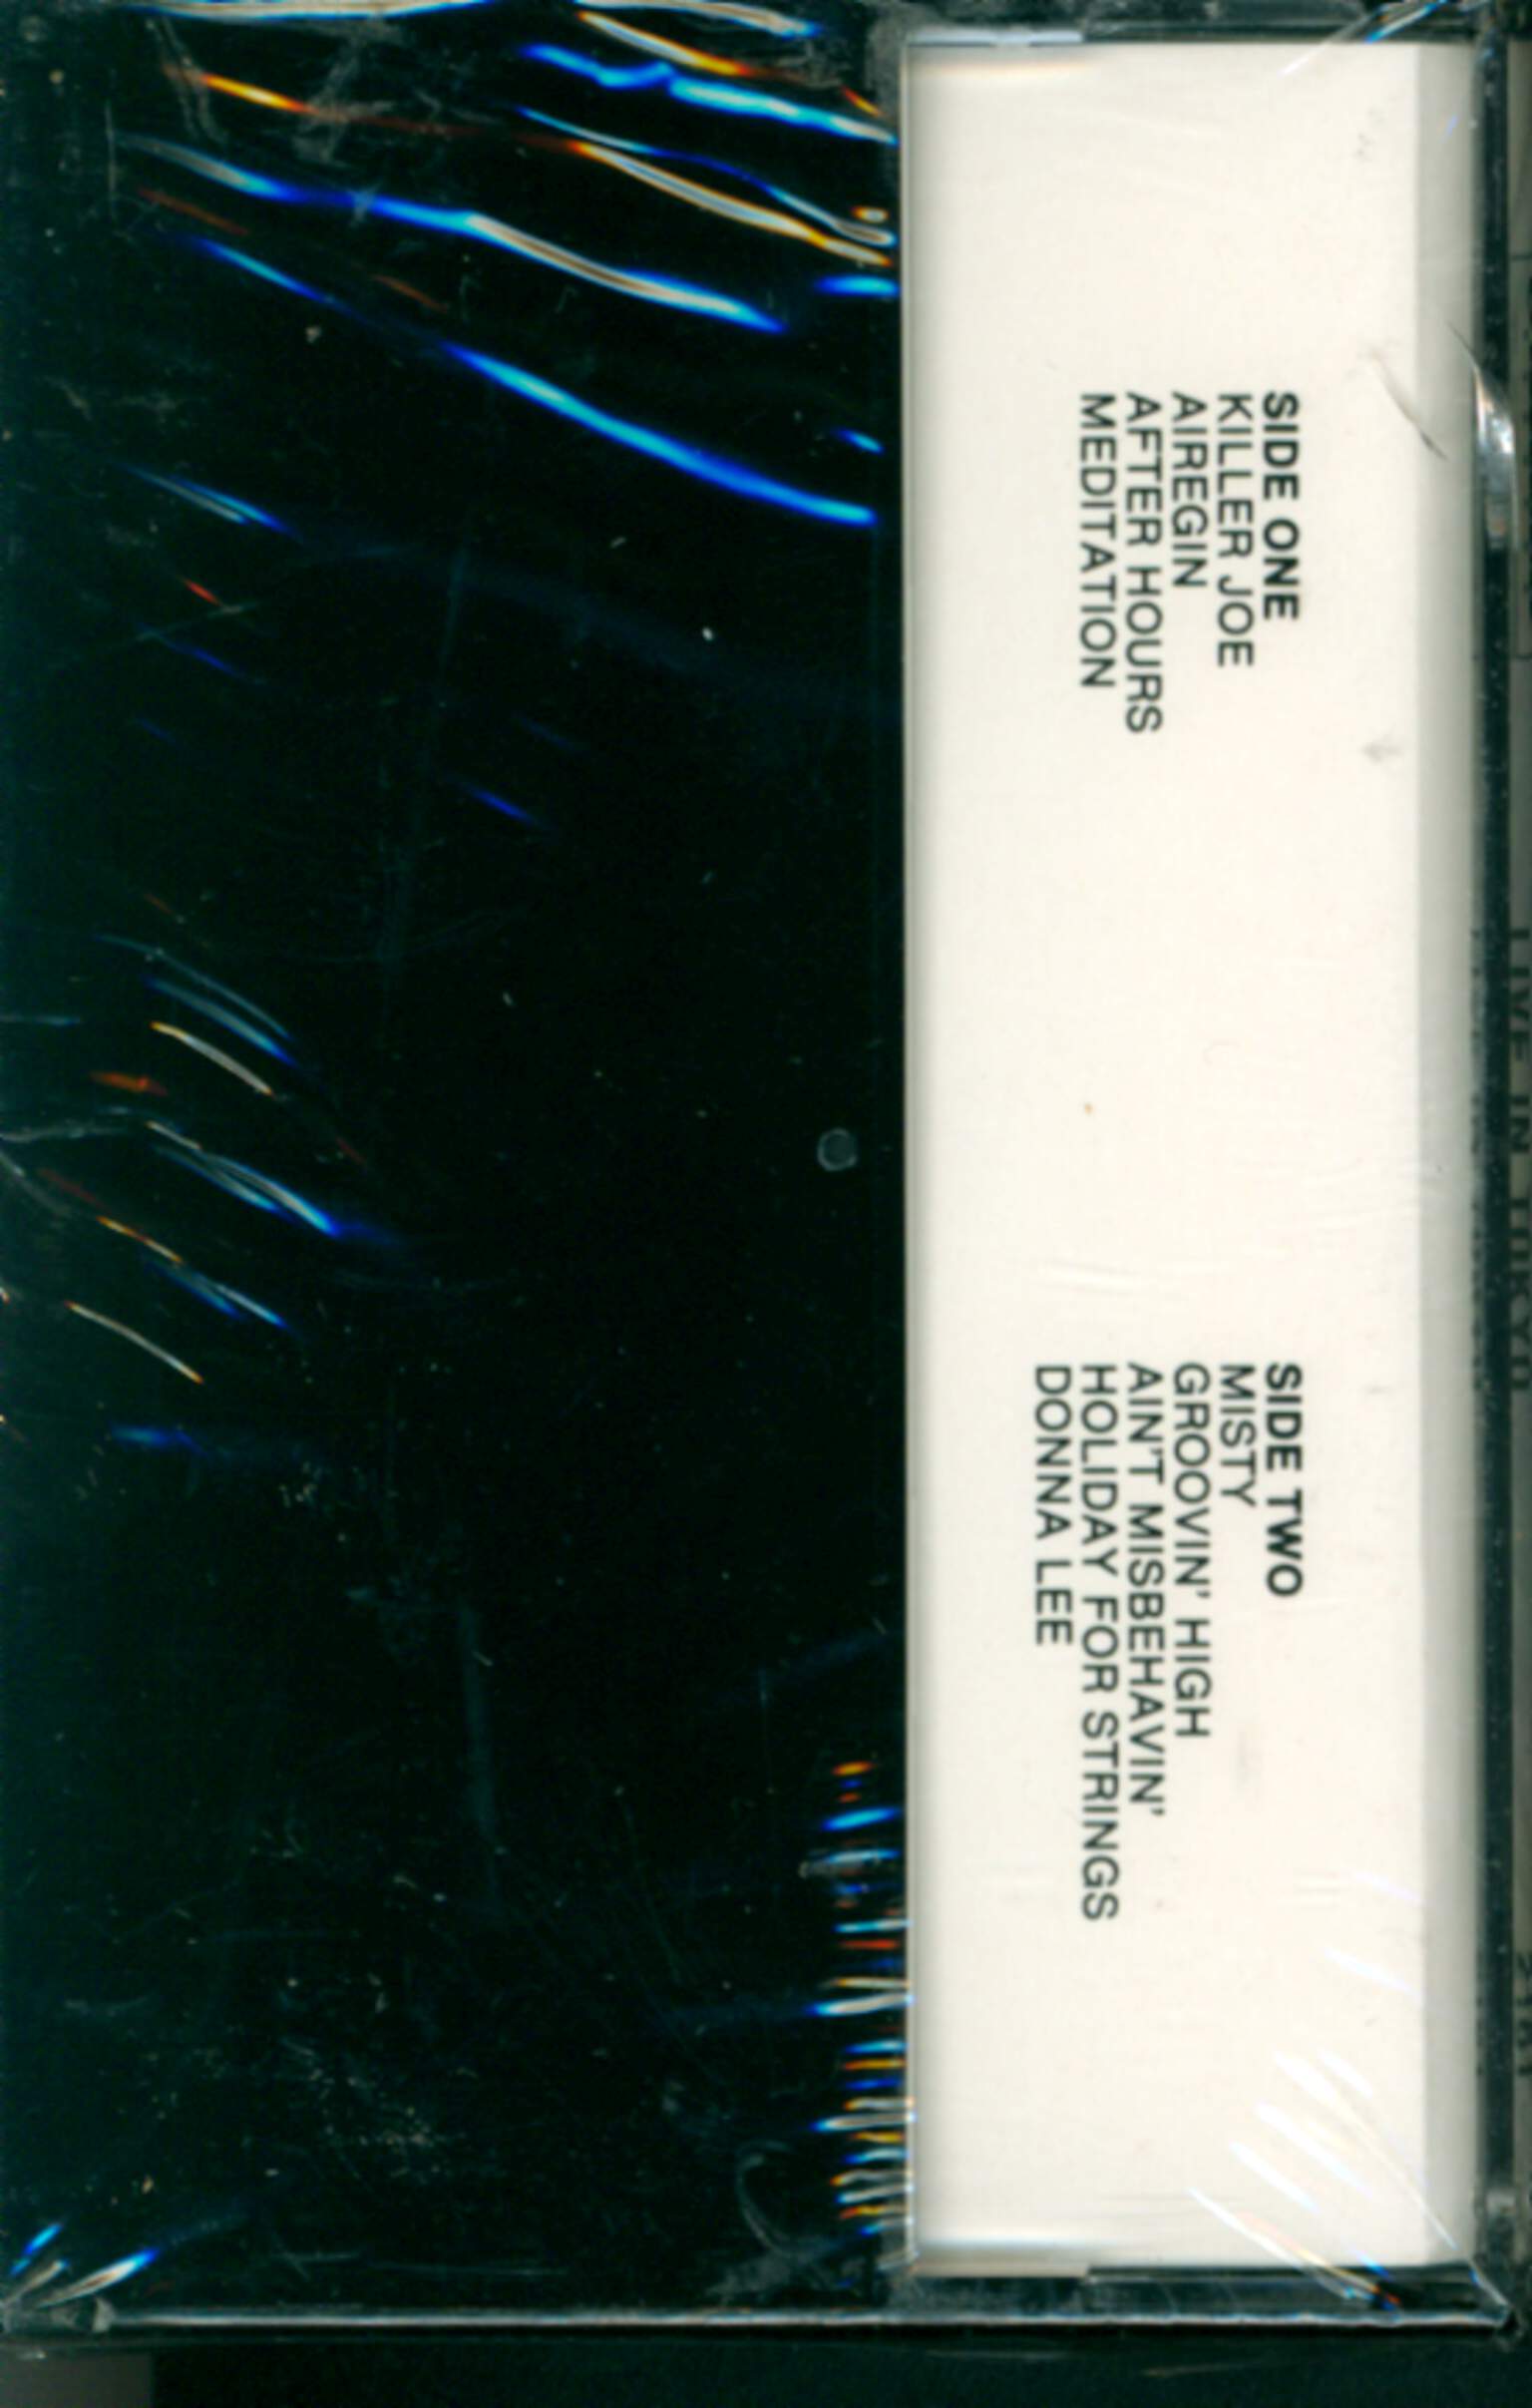 SIDE ONE
KILLER JOE
AIREGIN
AFTER HOURS
MEDITATION
SIDE TWO
MISTY
GROOVIN' HIGH
AIN'T MISBEHAVIN'
HOLIDAY FOR STRINGS
DONNA LEE